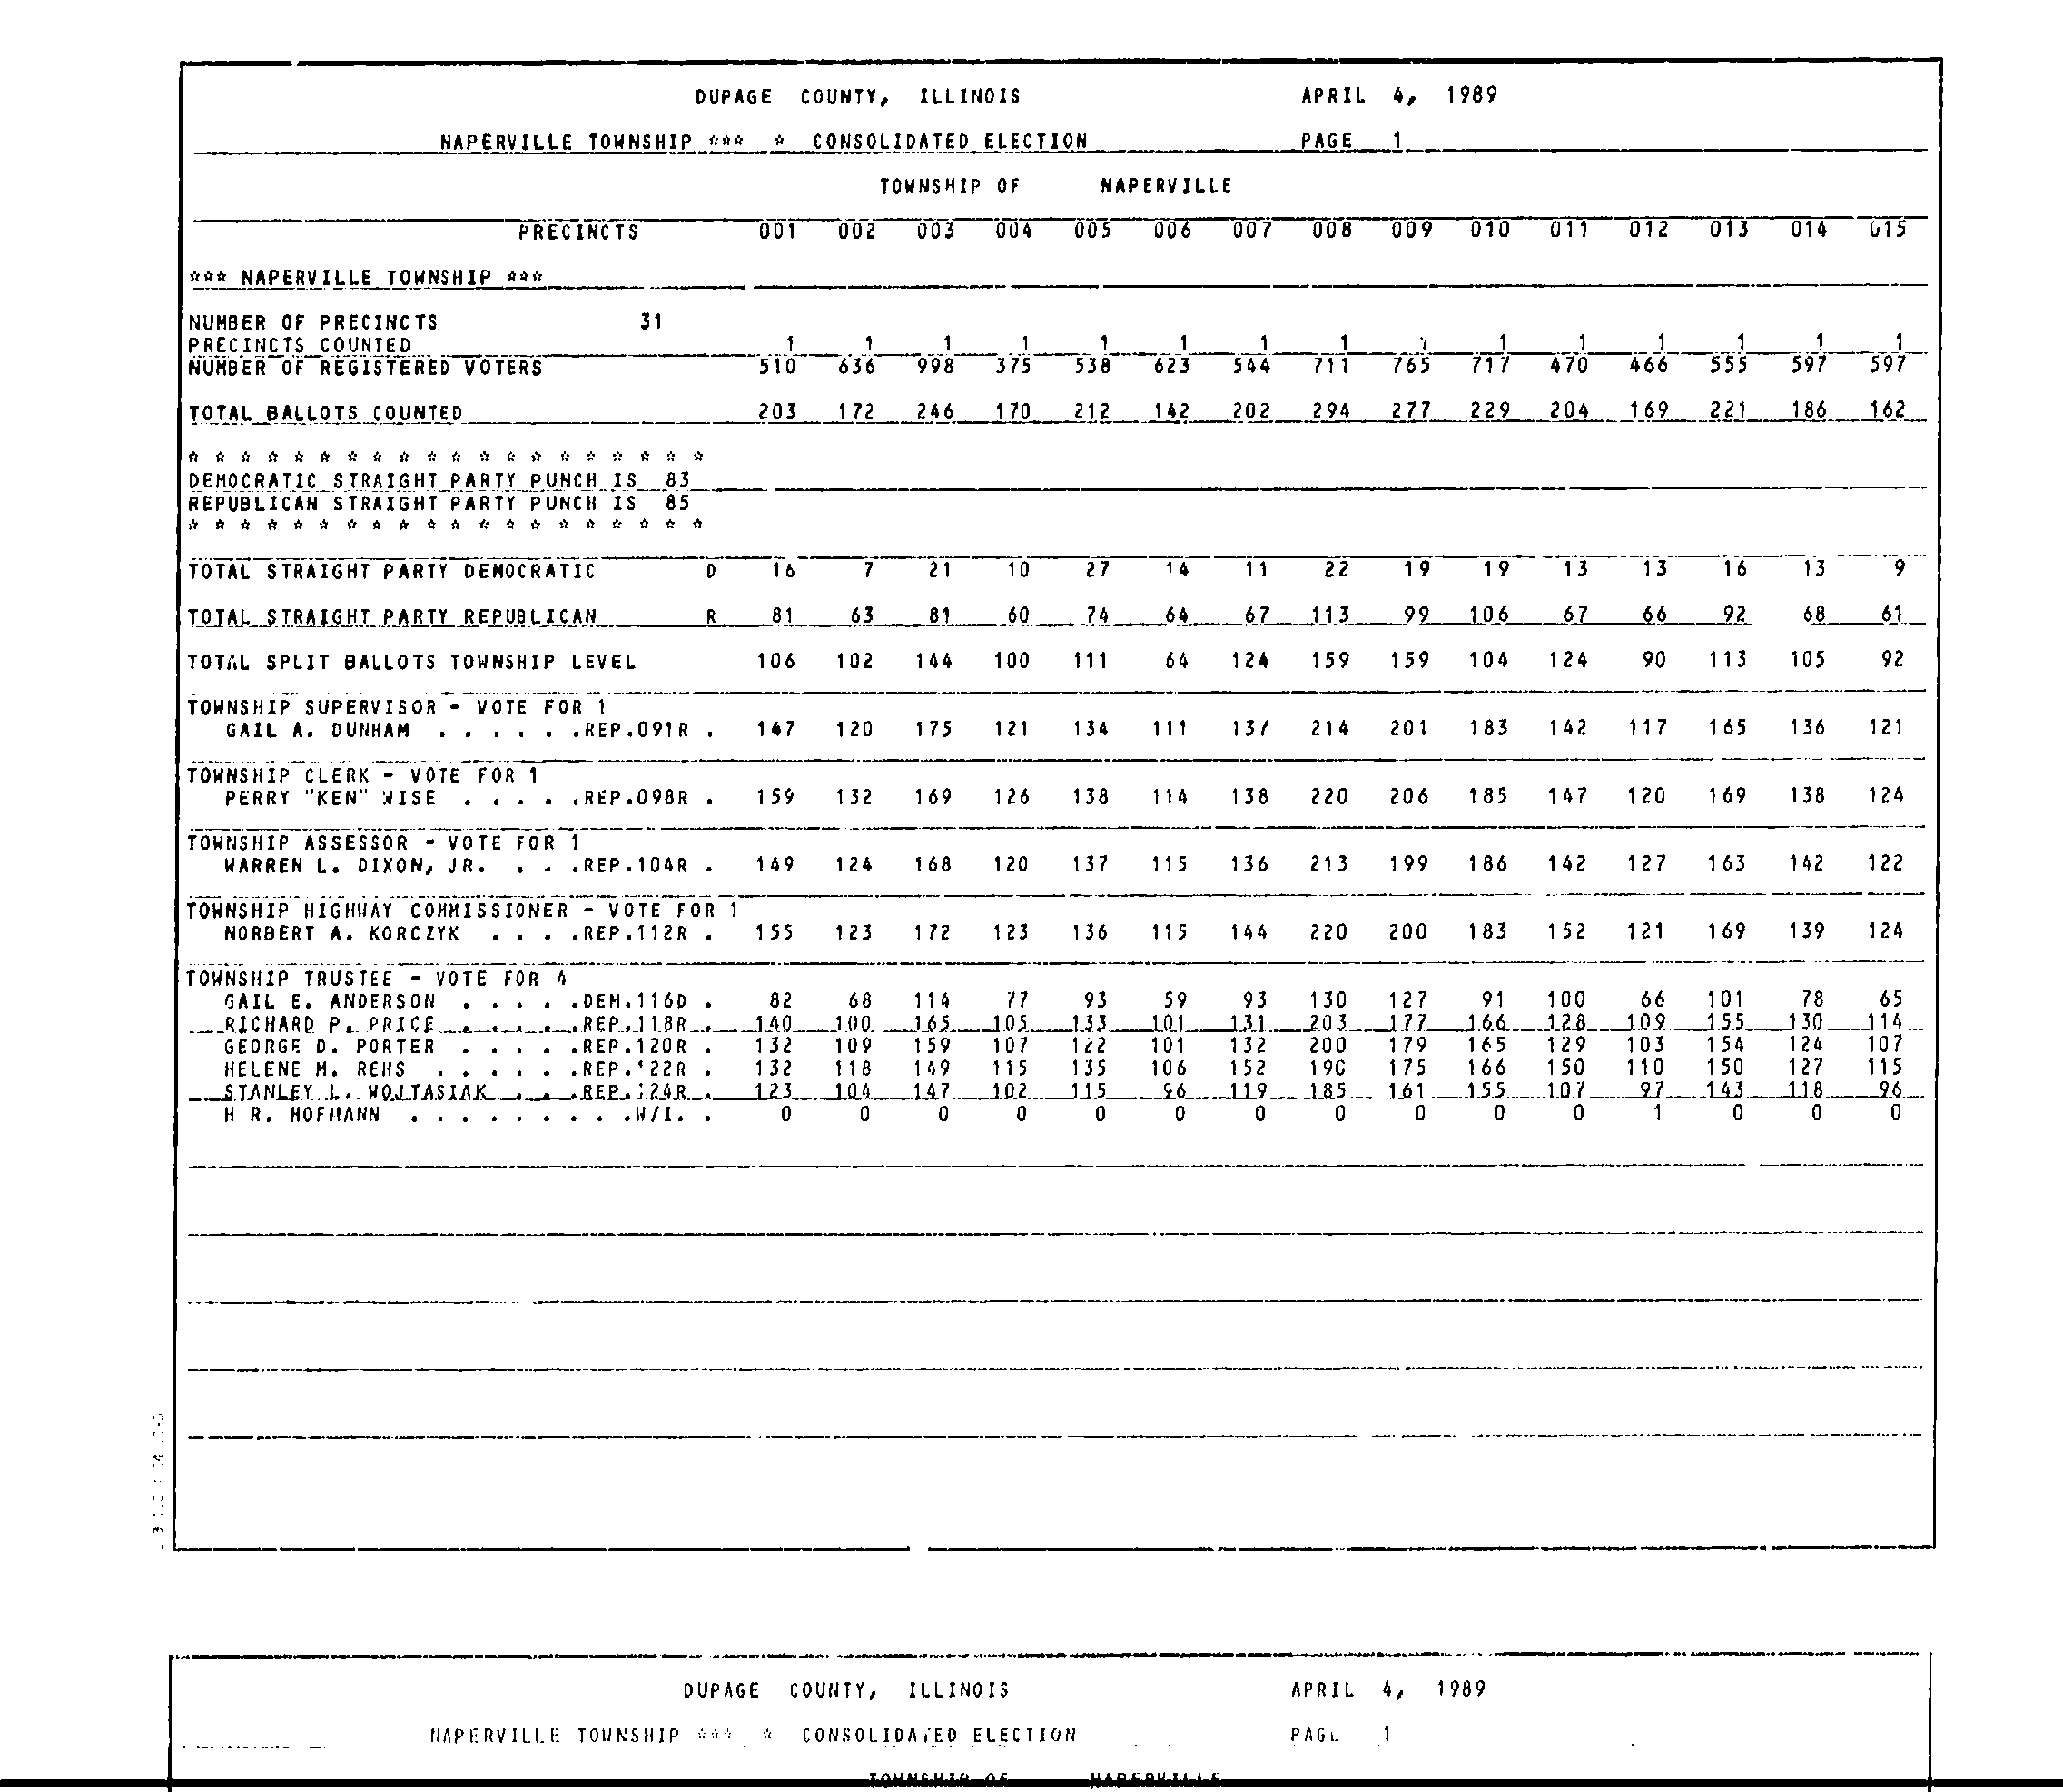 DUPAGE COUNTY, ILLINOIS APRIL 4, 1989
NAPERVILLE TOWNSHIP *** * CONSOLIDATED ELECTION PAGE 1
TOWNSHIP OF NAPERVILLE
PRECINCTS 001 002 003 004 005 006 007 008 009 010 011 012 013 014 015
*** NAPERVILLE TOWNSHIP ***
NUMBER OF PRECINCTS 31
PRECINCTS COUNTED 1 1 1 1 1 1 1 1 1 1 1 1 1 1 1
NUMBER OF REGISTERED VOTERS 510 636 998 375 538 623 544 711 765 717 470 466 555 597 597
TOTAL BALLOTS COUNTED 203 172 246 170 212 142 202 294 277 229 204 169 221 186 162
* * * * * * * * * * * * * * * * * * * *
DEMOCRATIC STRAIGHT PARTY PUNCH IS 83
REPUBLICAN STRAIGHT PARTY PUNCH IS 85
* * * * * * * * * * * * * * * * * * * *
TOTAL STRAIGHT PARTY DEMOCRATIC D 16 7 21 10 27 14 11 22 19 19 13 13 16 13 9
TOTAL STRAIGHT PARTY REPUBLICAN R 81 63 81 60 74 64 67 113 99 106 67 66 92 68 61
TOTAL SPLIT BALLOTS TOWNSHIP LEVEL 106 102 144 100 111 64 124 159 159 104 124 90 113 105 92
TOWNSHIP SUPERVISOR - VOTE FOR 1
GAIL A. DUNHAM . . . . . .REP.091R . 147 120 175 121 134 111 137 214 201 183 142 117 165 136 121
TOWNSHIP CLERK - VOTE FOR 1
PERRY "KEN" WISE . . . . .REP.098R . 159 132 169 126 138 114 138 220 206 185 147 120 169 138 124
TOWNSHIP ASSESSOR - VOTE FOR 1
WARREN L. DIXON, JR. . . .REP.104R . 149 124 168 120 137 115 136 213 199 186 142 127 163 142 122
TOWNSHIP HIGHWAY COMMISSIONER - VOTE FOR 1
NORBERT A. KORCZYK . . . .REP.112R . 155 123 172 123 136 115 144 220 200 183 152 121 169 139 124
TOWNSHIP TRUSTEE - VOTE FOR 4
GAIL E. ANDERSON . . . . .DEM.116D . 82 68 114 77 93 59 93 130 127 91 100 66 101 78 65
RICHARD P. PRICE . . . . .REP.118R . 140 100 165 105 133 101 131 203 177 166 128 109 155 130 114
GEORGE D. PORTER . . . . .REP.120R . 132 109 159 107 122 101 132 200 179 165 129 103 154 124 107
HELENE M. REHS . . . . . .REP.122R . 132 118 149 115 135 106 152 190 175 166 150 110 150 127 115
STANLEY L. WOJTASIAK . . .REP.124R . 123 104 147 102 115 96 119 185 161 155 107 97 143 118 96
H R. HOFMANN . . . . . . . . .W/I. . 0 0 0 0 0 0 0 0 0 0 0 1 0 0 0
DUPAGE COUNTY, ILLINOIS APRIL 4, 1989
NAPERVILLE TOWNSHIP *** * CONSOLIDATED ELECTION PAGE 1
TOWNSHIP OF NAPERVILLE